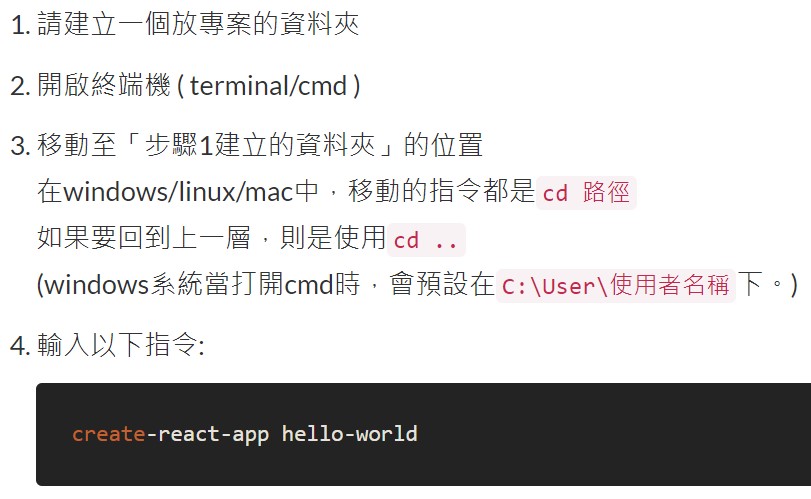 1. 請建立一個放專案的資料夾
2. 開啟終端機 ( terminal/cmd )
3. 移動至「步驟1建立的資料夾」的位置
在windows/linux/mac中，移動的指令都是 cd 路徑
如果要回到上一層，則是使用 cd ..
(windows系統當打開cmd時，會預設在 C:\User\使用者名稱 下。)
4. 輸入以下指令:
create-react-app hello-world